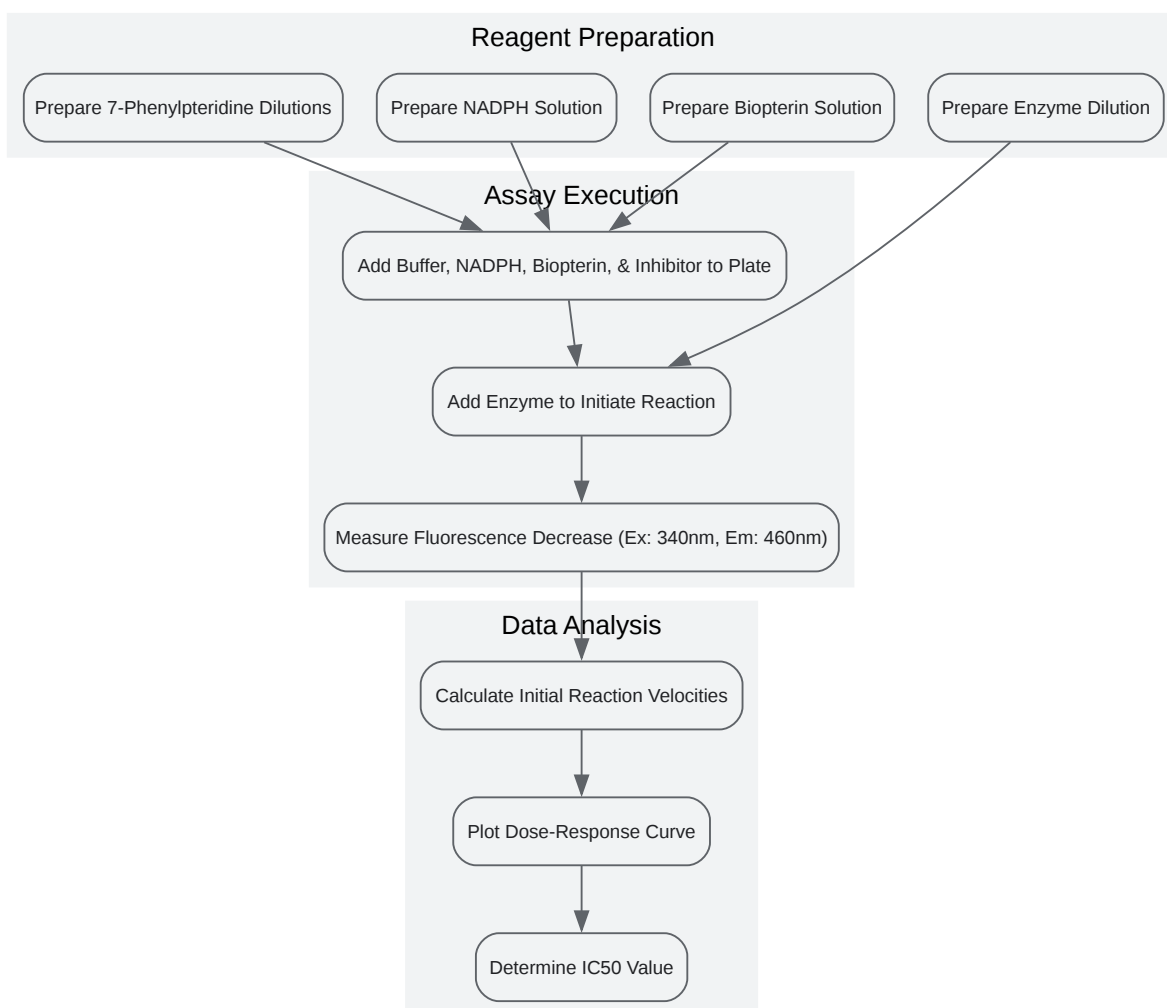 Reagent Preparation
Prepare 7-Phenylpteridine Dilutions
Prepare NADPH Solution
Prepare Biopterin Solution
Prepare Enzyme Dilution
Assay Execution
Add Buffer, NADPH, Biopterin, & Inhibitor to Plate
Add Enzyme to Initiate Reaction
Measure Fluorescence Decrease (Ex: 340nm, Em: 460nm)
Data Analysis
Calculate Initial Reaction Velocities
Plot Dose-Response Curve
Determine IC50 Value